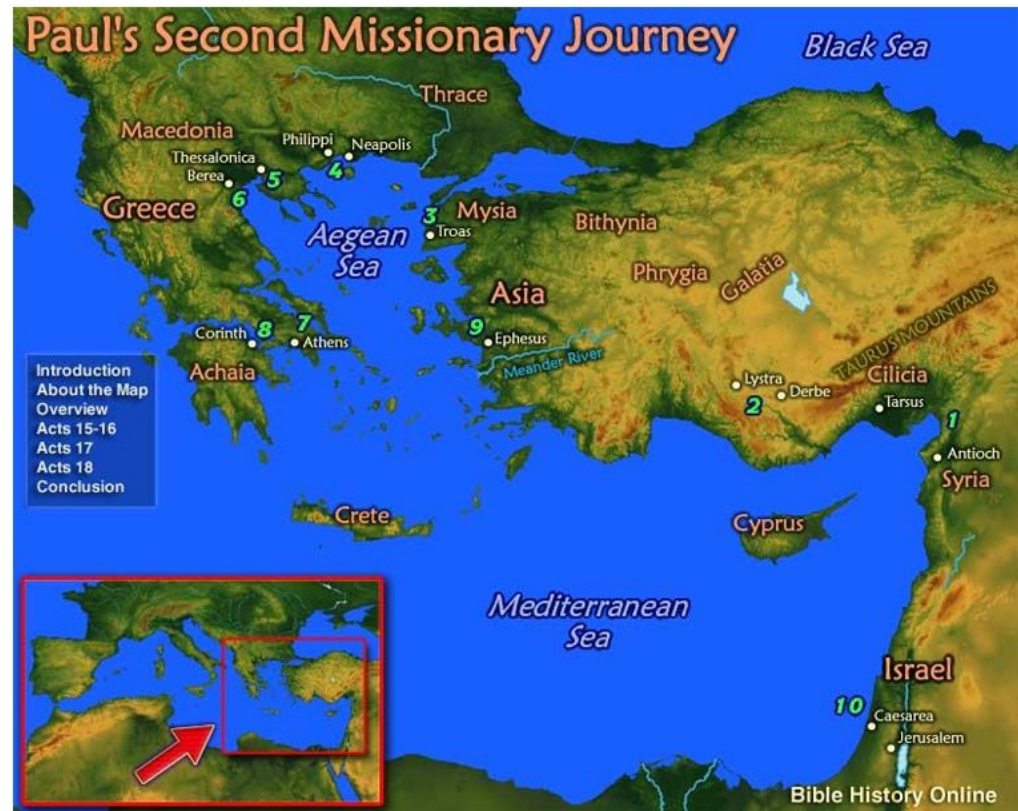 Paul's Second Missionary Journey
Black Sea
Thrace
Macedonia
Philippi
Neapolis
Thessalonica
4
Berea
5
6
Greece
3
Mysia
Troas
Bithynia
Aegean
Sea
Phrygia
Galatia
Asia
TAURUS MOUNTAINS
9
Ephesus
Meander River
7
8
Corinth
Athens
Achaia
Lystra
Derbe
2
Cilicia
Tarsus
1
Antioch
Syria
Introduction
About the Map
Overview
Acts 15-16
Acts 17
Acts 18
Conclusion
Crete
Cyprus
Mediterranean
Sea
Israel
10
Caesarea
Jerusalem
Bible History Online